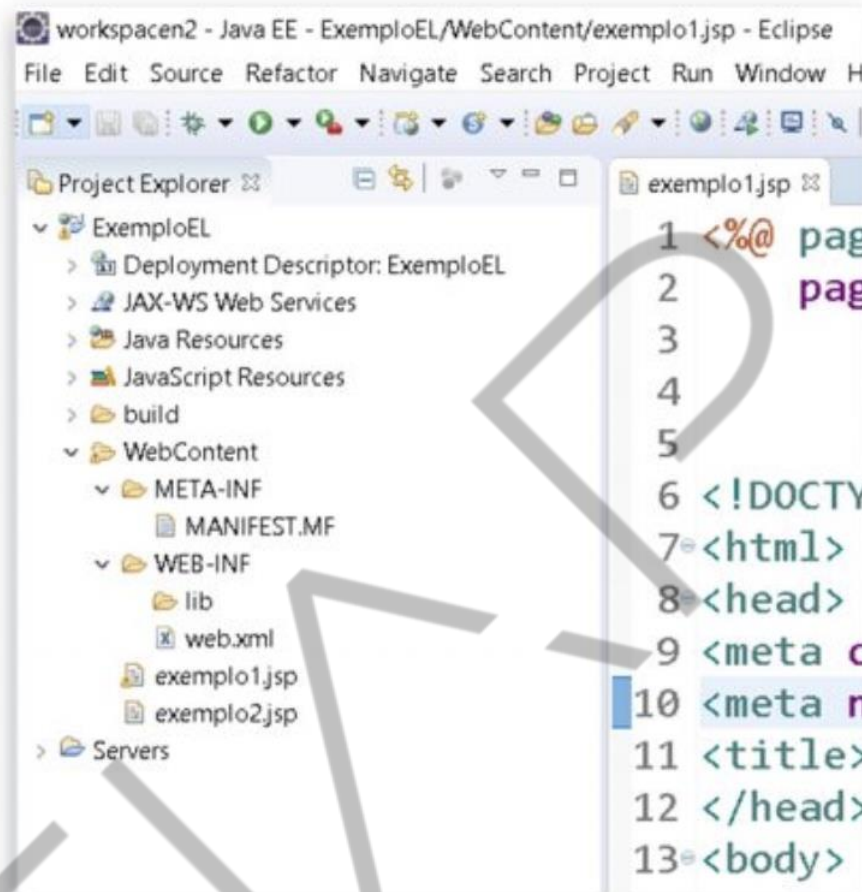 workspacen2 - Java EE - ExemploEL/WebContent/exemplo1.jsp - Eclipse
File Edit Source Refactor Navigate Search Project Run Window H
Project Explorer
ExemploEL
Deployment Descriptor: ExemploEL
JAX-WS Web Services
Java Resources
JavaScript Resources
build
WebContent
META-INF
MANIFEST.MF
WEB-INF
lib
web.xml
exemplo1.jsp
exemplo2.jsp
Servers
exemplo1.jsp
1 <%@ pag
2 pag
3
4
5
6 <!DOCTY
7 <html>
8 <head>
9 <meta c
10 <meta n
11 <title>
12 </head>
13 <body>